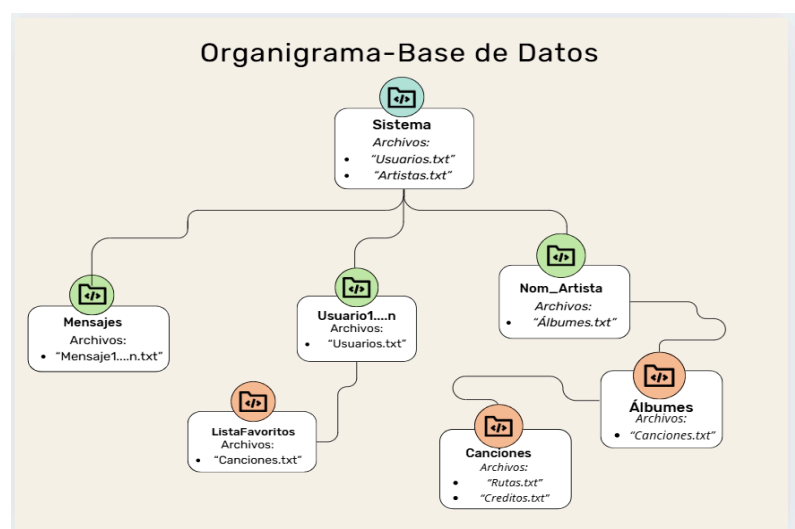 Organigrama-Base de Datos
</>
Sistema
Archivos:
• “Usuarios.txt”
• “Artistas.txt”
</>
Mensajes
Archivos:
• “Mensaje1....n.txt”
</>
Usuario1....n
Archivos:
• “Usuarios.txt”
</>
Nom_Artista
Archivos:
• “Álbumes.txt”
</>
ListaFavoritos
Archivos:
• “Canciones.txt”
</>
Álbumes
Archivos:
• “Canciones.txt”
</>
Canciones
Archivos:
• “Rutas.txt”
• “Creditos.txt”